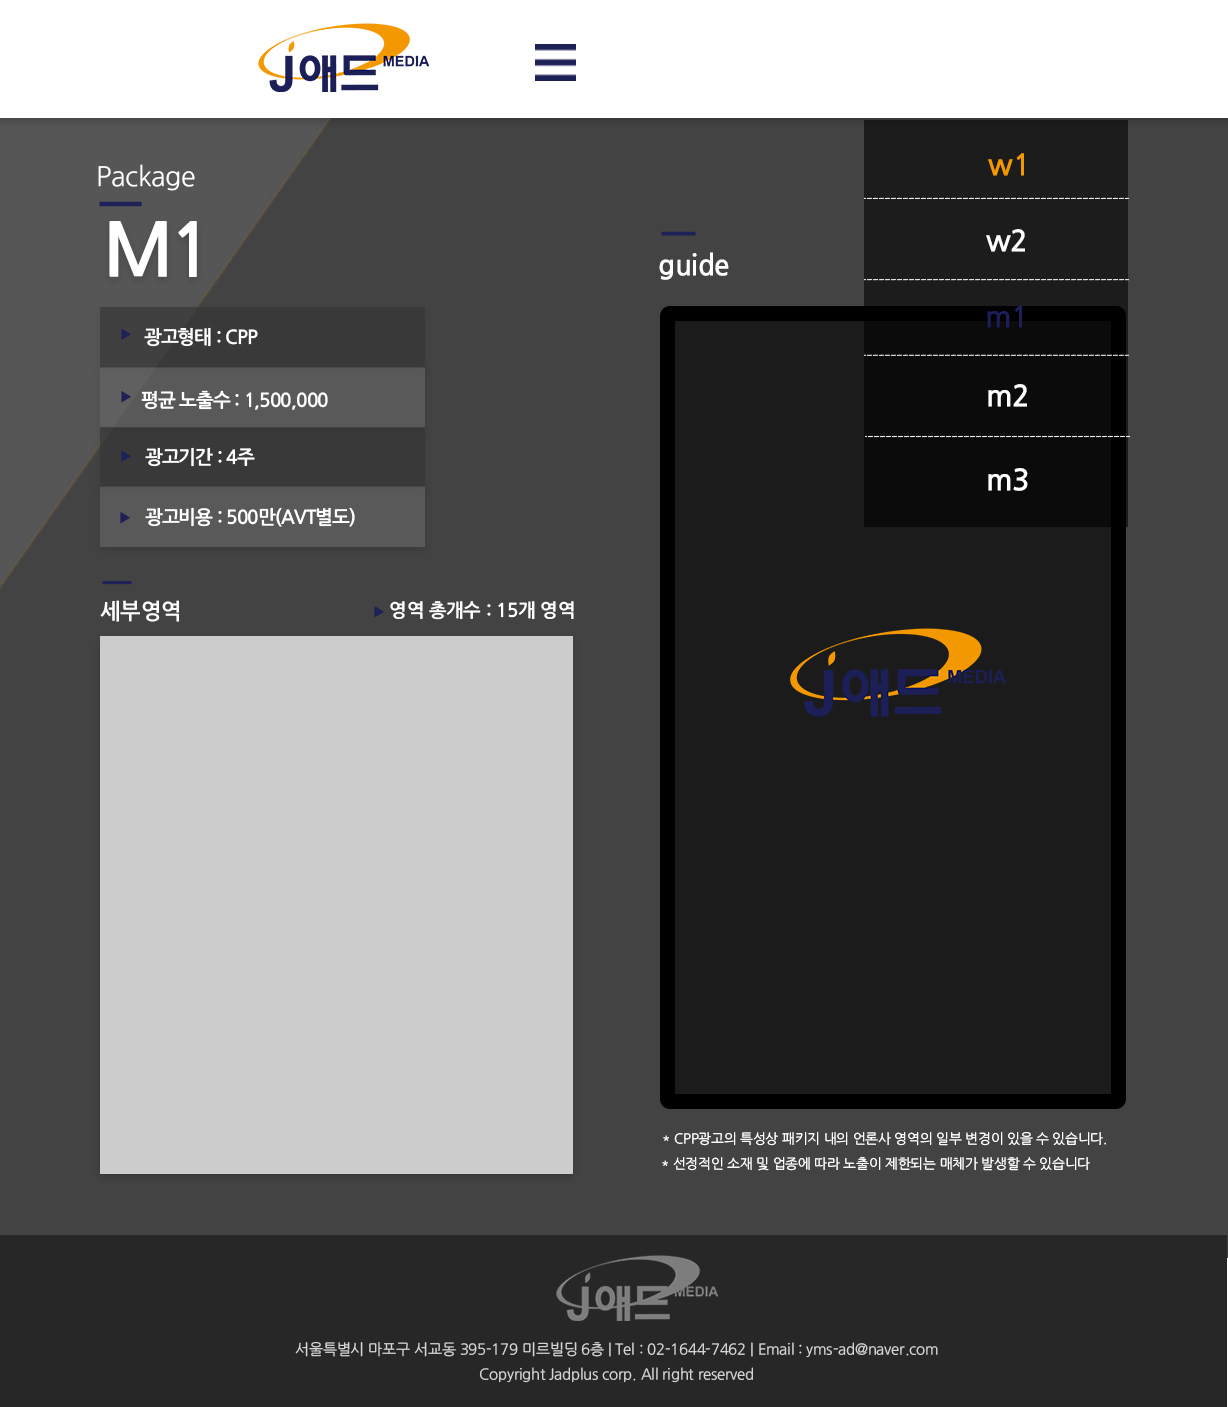 J애드 MEDIA
Package
M1
광고형태 : CPP
평균 노출수 : 1,500,000
광고기간 : 4주
광고비용 : 500만(AVT별도)
세부영역
영역 총개수 : 15개 영역
guide
w1
w2
m1
m2
m3
J애드 MEDIA
* CPP광고의 특성상 패키지 내의 언론사 영역의 일부 변경이 있을 수 있습니다.
* 선정적인 소재 및 업종에 따라 노출이 제한되는 매체가 발생할 수 있습니다
J애드 MEDIA
서울특별시 마포구 서교동 395-179 미르빌딩 6층 | Tel : 02-1644-7462 | Email : yms-ad@naver.com
Copyright Jadplus corp. All right reserved